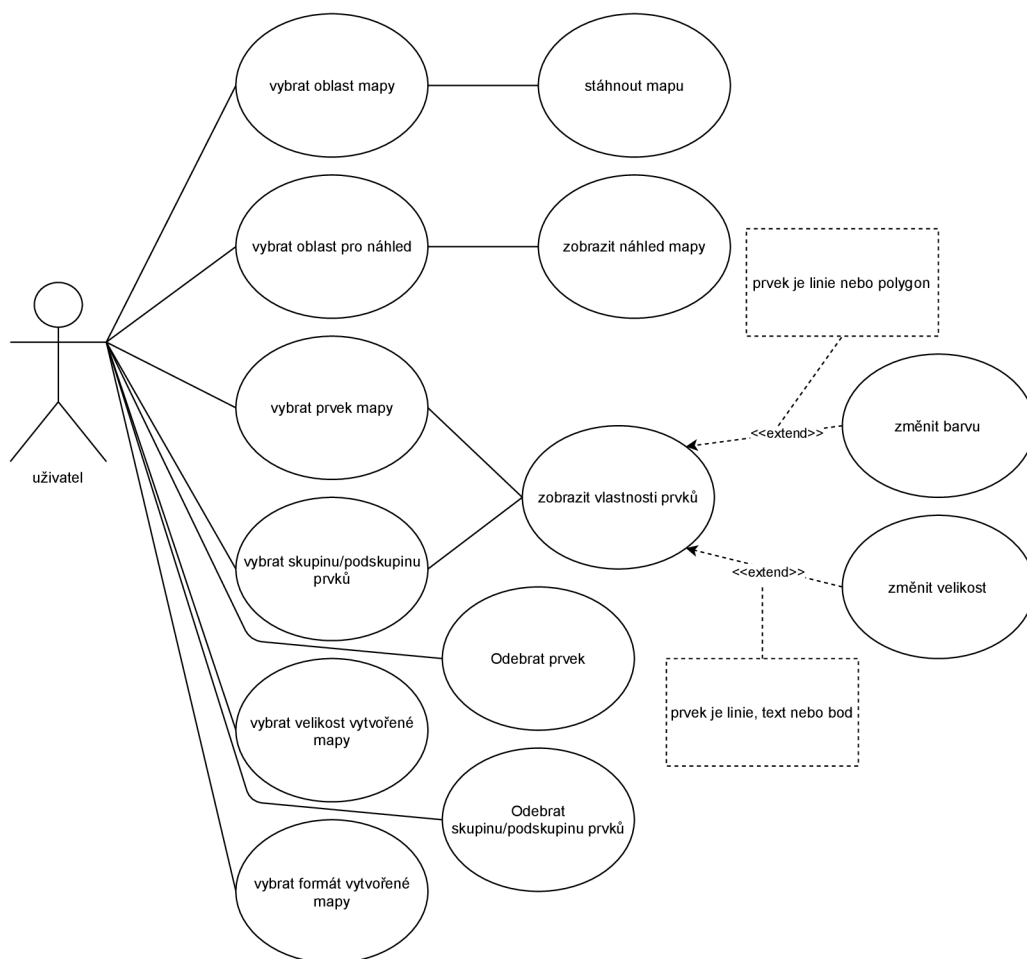 vybrat oblast mapy
stáhnout mapu
vybrat oblast pro náhled
zobrazit náhled mapy
prvek je linie nebo polygon
vybrat prvek mapy
<<extend>>
změnit barvu
uživatel
zobrazit vlastnosti prvků
vybrat skupinu/podskupinu
prvků
<<extend>>
změnit velikost
Odebrat prvek
prvek je linie, text nebo bod
vybrat velikost vytvořené
mapy
Odebrat
skupinu/podskupinu prvků
vybrat formát vytvořené
mapy